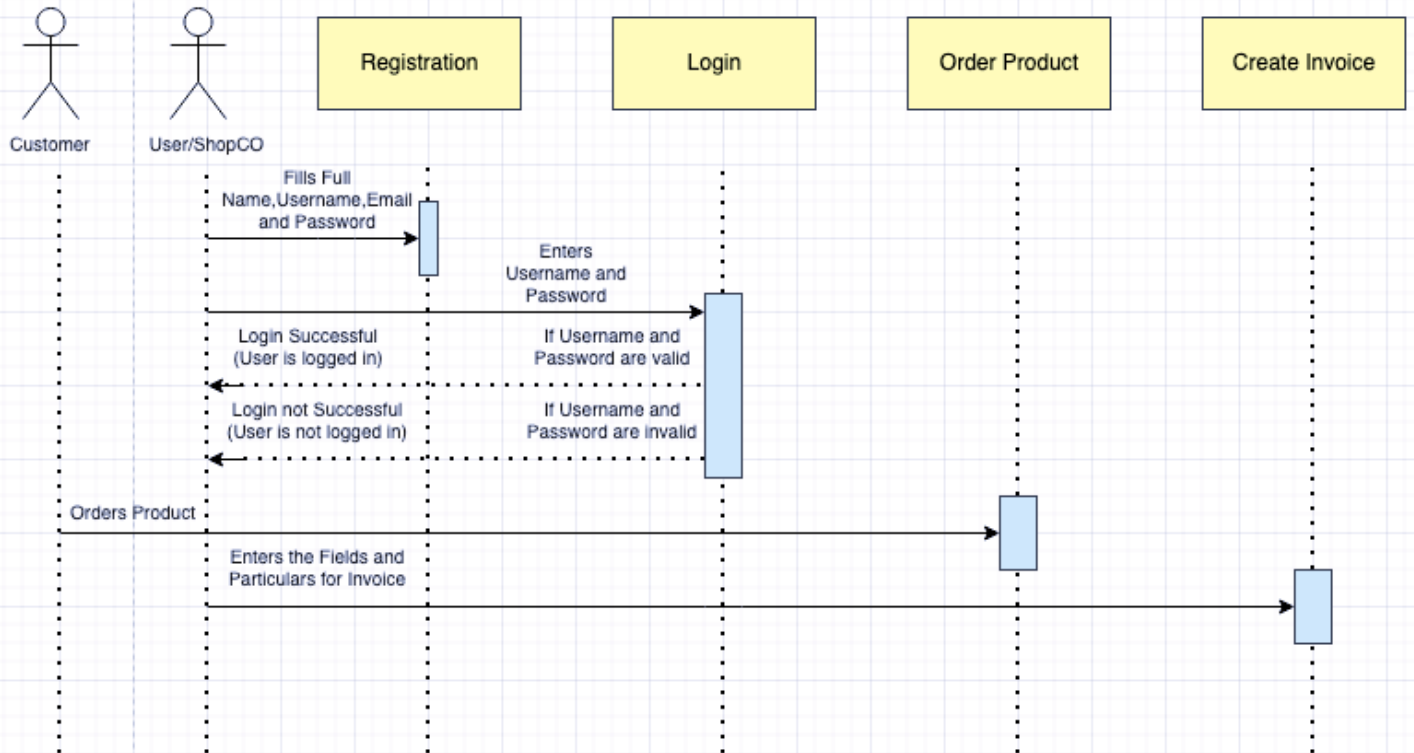 Registration
Login
Order Product
Create Invoice
Customer
User/ShopCO
Fills Full
Name,Username,Email
and Password
Enters
Username and
Password
Login Successful
(User is logged in)
If Username and
Password are valid
Login not Successful
(User is not logged in)
If Username and
Password are invalid
Orders Product
Enters the Fields and
Particulars for Invoice